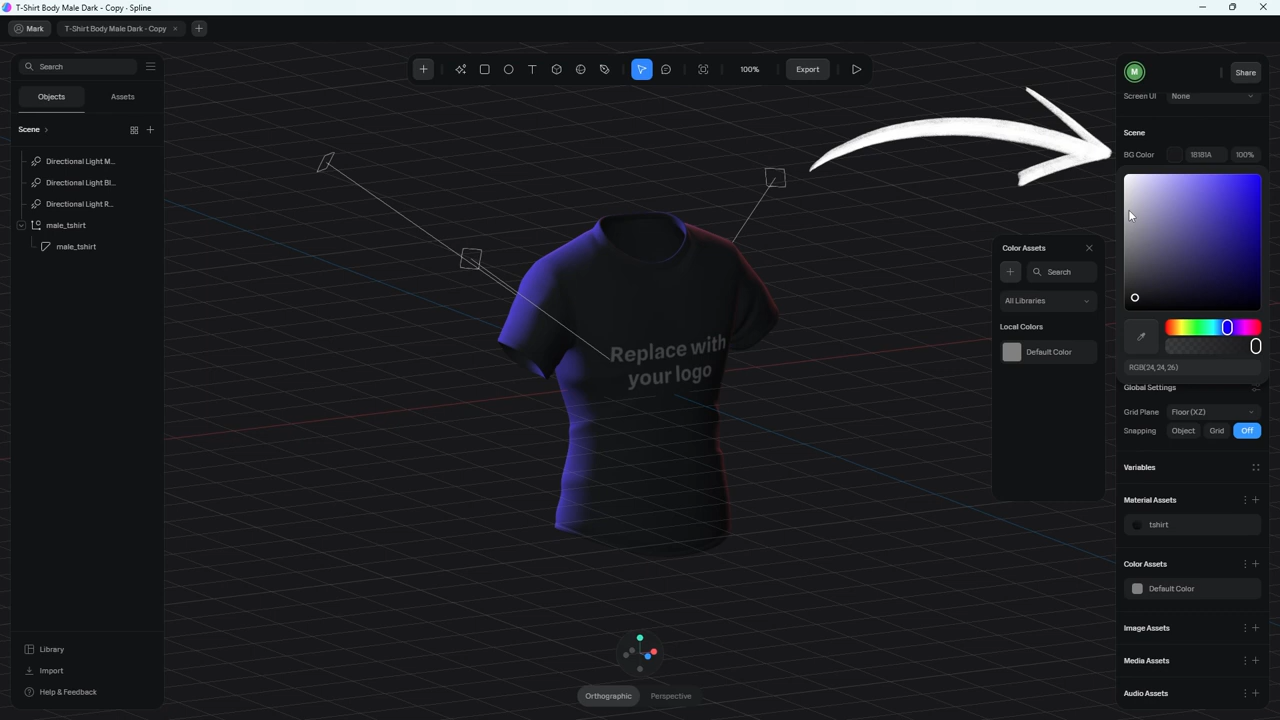 T-Shirt Body Male Dark - Copy - Spline
Mark
T-Shirt Body Male Dark - Copy
Search
Objects
Assets
Scene
Directional Light M...
Directional Light Bl...
Directional Light R...
male_tshirt
male_tshirt
Library
Import
Help & Feedback
100%
Export
Replace with
your logo
Orthographic
Perspective
Color Assets
Search
All Libraries
Local Colors
Default Color
M
Share
Screen UI
None
Scene
BG Color
18181A
100%
RGB(24,24,26)
Global Settings
Grid Plane
Floor (XZ)
Snapping
Object
Grid
Off
Variables
Material Assets
tshirt
Color Assets
Default Color
Image Assets
Media Assets
Audio Assets